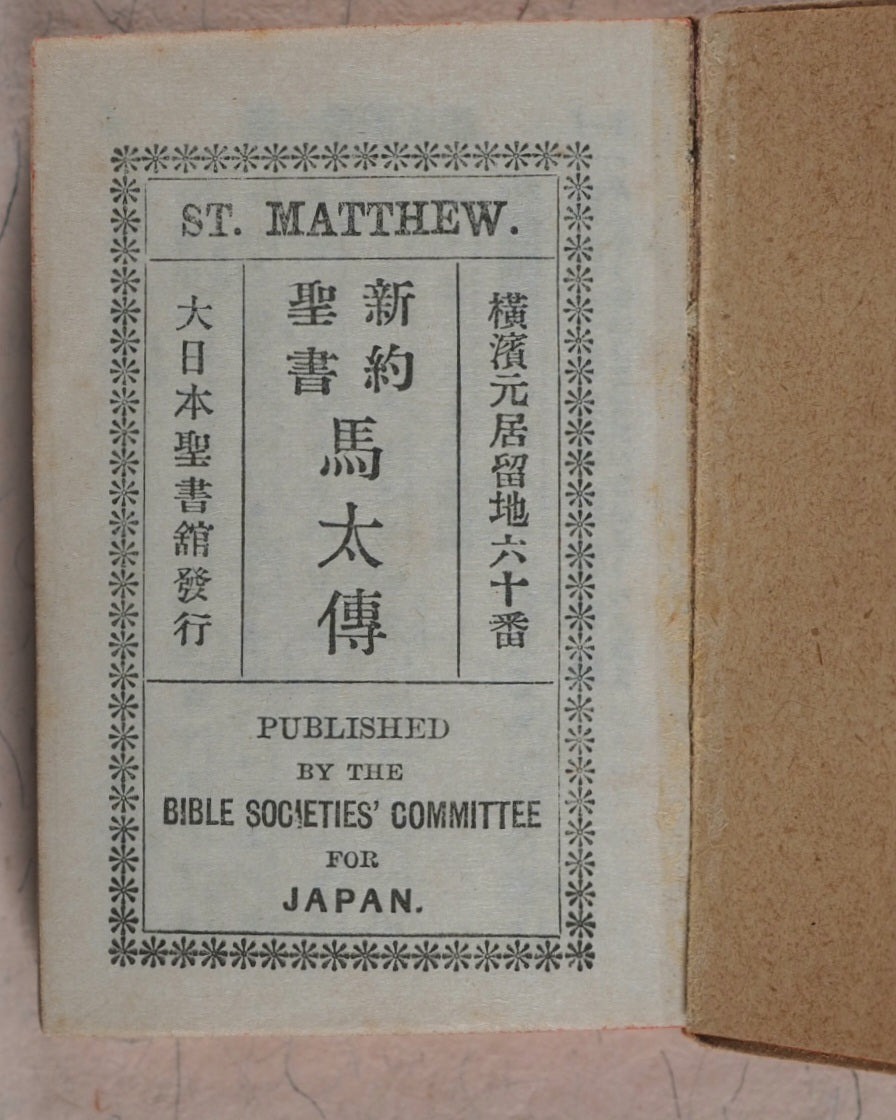 ST. MATTHEW.
橫濱元居留地六十番
新約
聖書
馬太傳
大日本聖書舘發行
PUBLISHED
BY THE
BIBLE SOCIETIES' COMMITTEE
FOR
JAPAN.